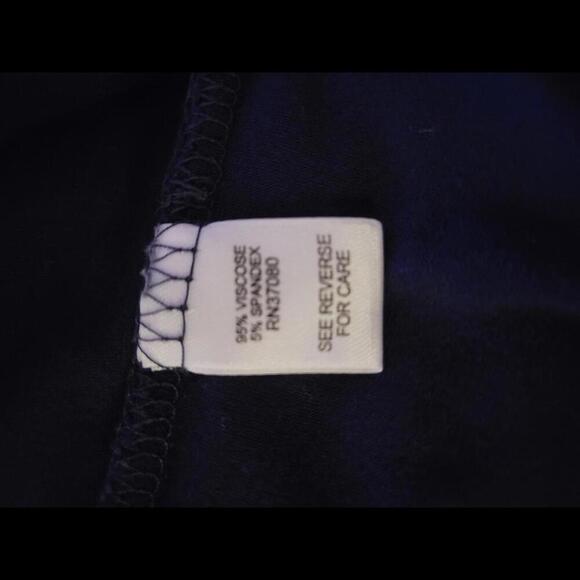 95% VISCOSE
5% SPANDEX
RN37080
SEE REVERSE
FOR CARE